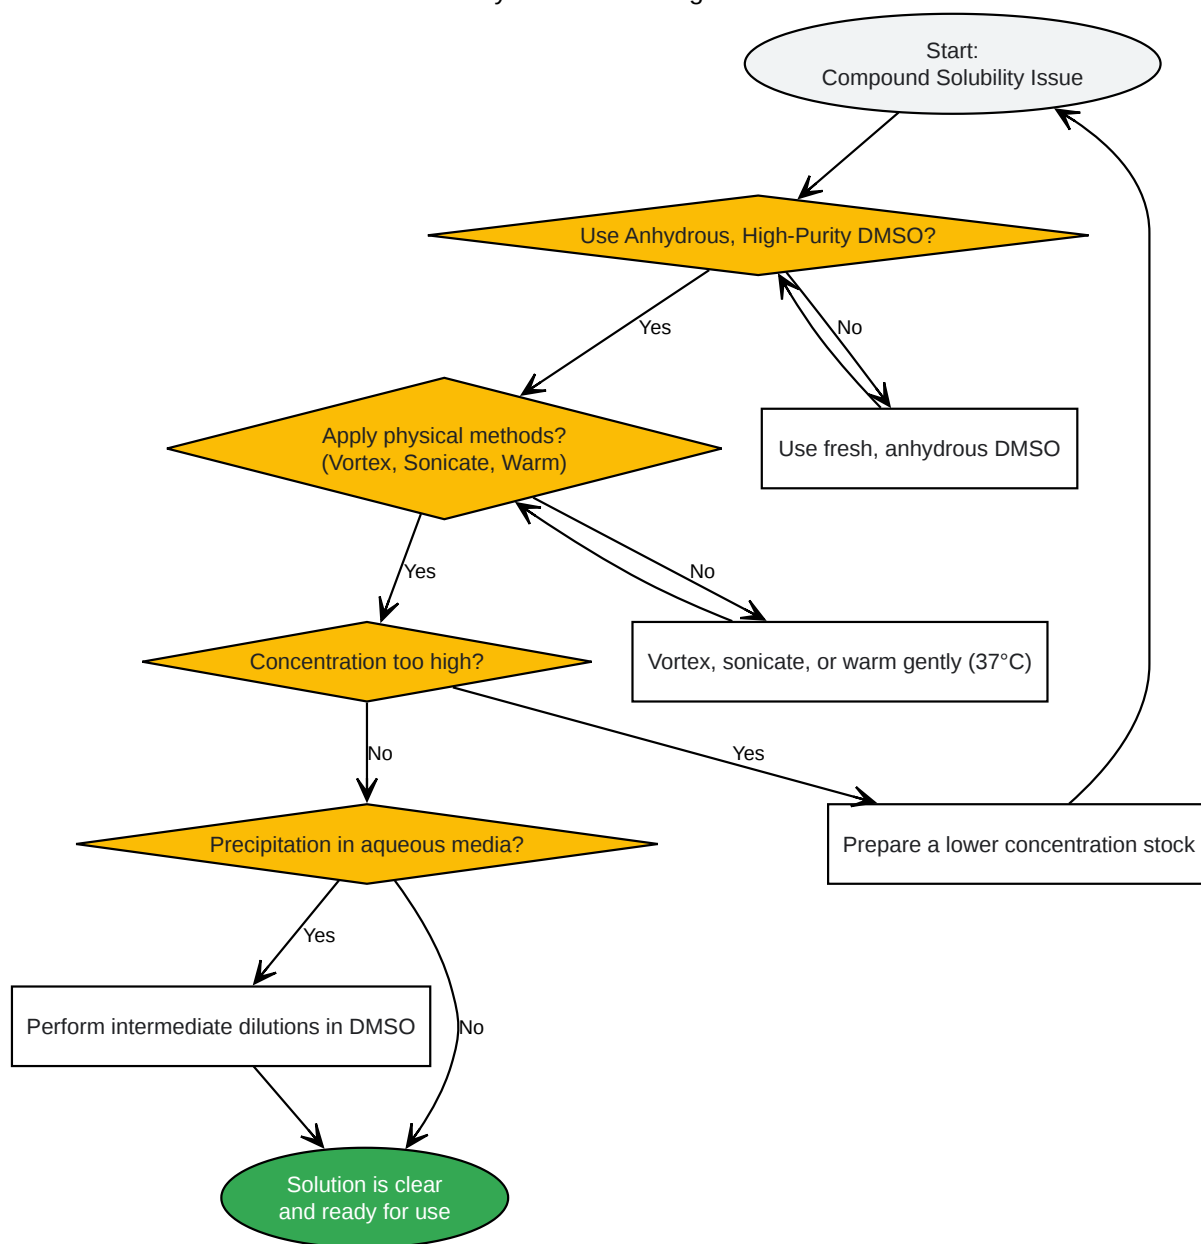 Start:
Compound Solubility Issue
Use Anhydrous, High-Purity DMSO?
Yes
No
Apply physical methods?
(Vortex, Sonicate, Warm)
Use fresh, anhydrous DMSO
Yes
No
Concentration too high?
Vortex, sonicate, or warm gently (37°C)
No
Yes
Precipitation in aqueous media?
Prepare a lower concentration stock
Yes
Perform intermediate dilutions in DMSO
No
Solution is clear
and ready for use